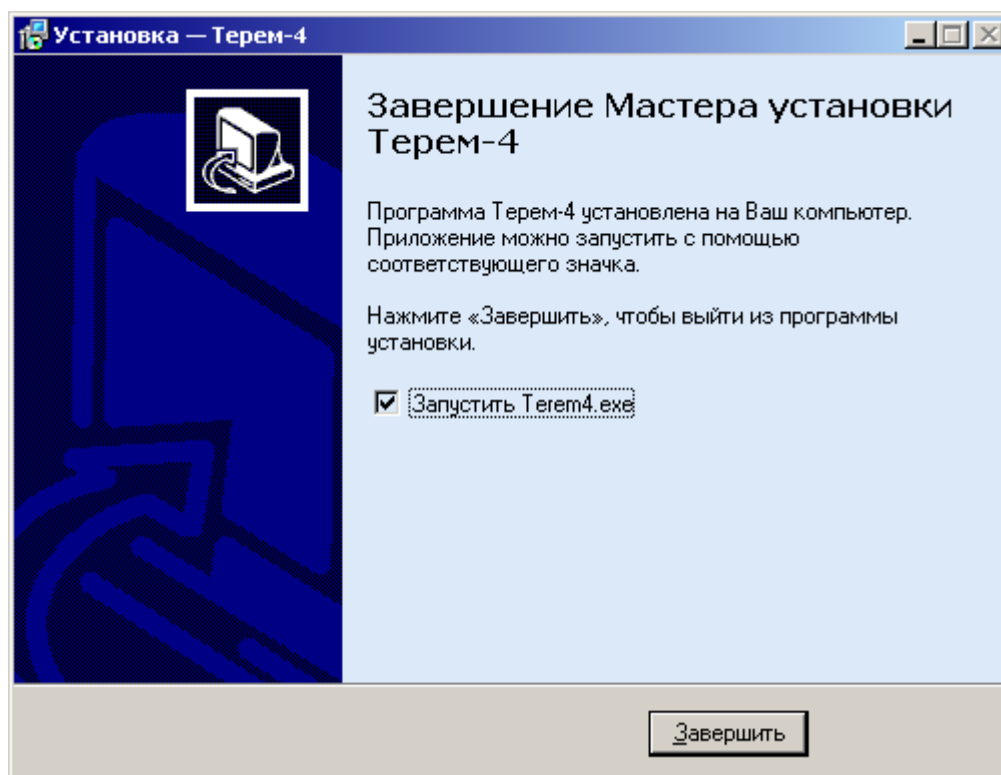 Установка — Терем-4
Завершение Мастера установки
Терем-4
Программа Терем-4 установлена на Ваш компьютер.
Приложение можно запустить с помощью
соответствующего значка.
Нажмите «Завершить», чтобы выйти из программы
установки.
Запустить Terem4.exe
Завершить